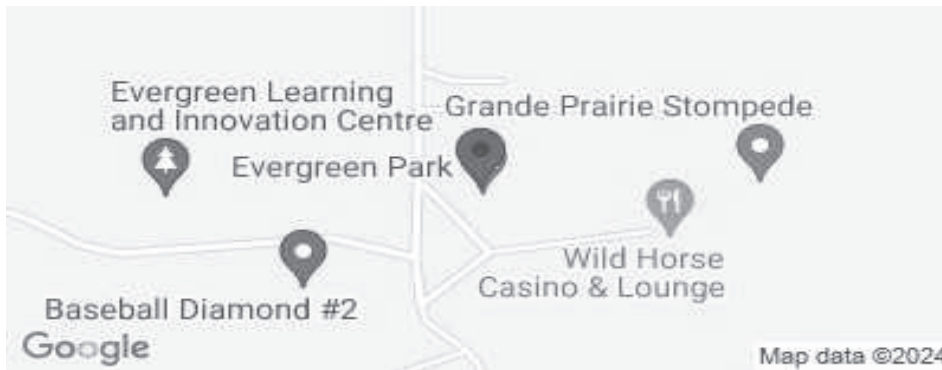 Evergreen Learning
and Innovation Centre
Grande Prairie Stompede
Evergreen Park
Wild Horse
Casino & Lounge
Baseball Diamond #2
Google
Map data ©2024